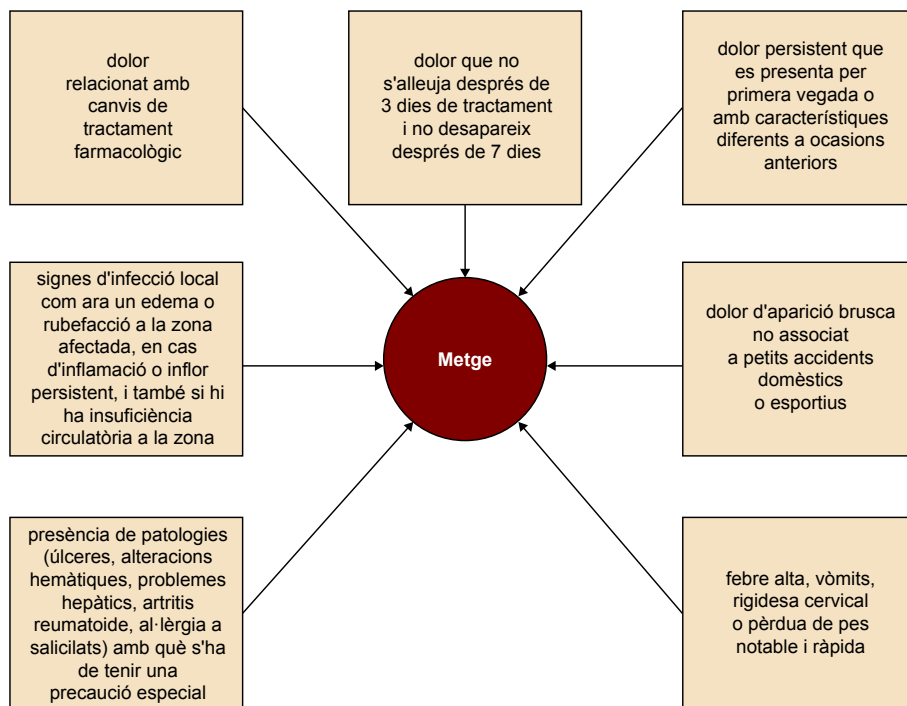 dolor
relacionat amb
canvis de
tractament
farmacològic
dolor que no
s'alleuja després de
3 dies de tractament
i no desapareix
després de 7 dies
dolor persistent que
es presenta per
primera vegada o
amb característiques
diferents a ocasions
anteriors
signes d'infecció local
com ara un edema o
rubefacció a la zona
afectada, en cas
d'inflamació o inflor
persistent, i també si hi
ha insuficiència
circulatòria a la zona
Metge
dolor d'aparició brusca
no associat
a petits accidents
domèstics
o esportius
presència de patologies
(úlceres, alteracions
hemàtiques, problemes
hepàtics, artritis
reumatoide, al·lèrgia a
salicilats) amb què s'ha
de tenir una
precaució especial
febre alta, vòmits,
rigidesa cervical
o pèrdua de pes
notable i ràpida